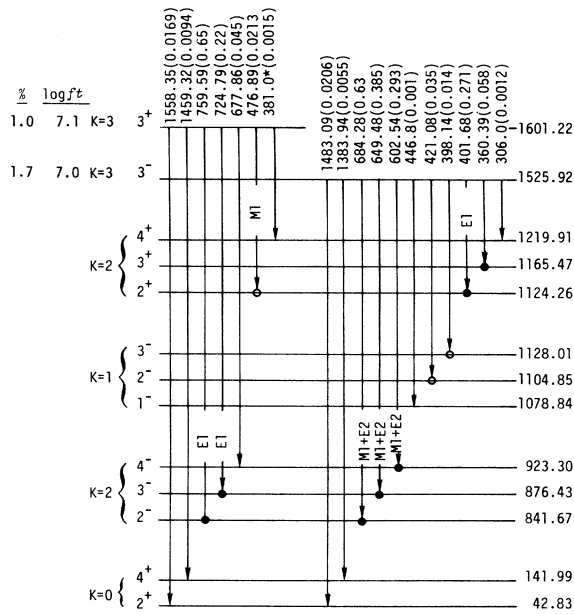 1558.35(0.0169)
1459.32(0.0094)
759.59(0.65)
724.79(0.22)
677.86(0.045)
476.89(0.0213
381.0*(0.0015)
1483.09(0.0206)
1383.94(0.0055)
684.28(0.63
649.48(0.385)
602.54(0.293)
446.8(0.001)
421.08(0.035)
398.14(0.014)
401.68(0.271)
360.39(0.058)
306.0(0.0012)
% logft
1.0 7.1 K=3 3+ 1601.22
1.7 7.0 K=3 3- 1525.92
M1 E1
4+ 1219.91
K=2 3+ 1165.47
2+ 1124.26
3- 1128.01
K=1 2- 1104.85
1- 1078.84
E1 E1 M1+E2 M1+E2 M1+E2
4- 923.30
K=2 3- 876.43
2- 841.67
4+ 141.99
K=0 2+ 42.83